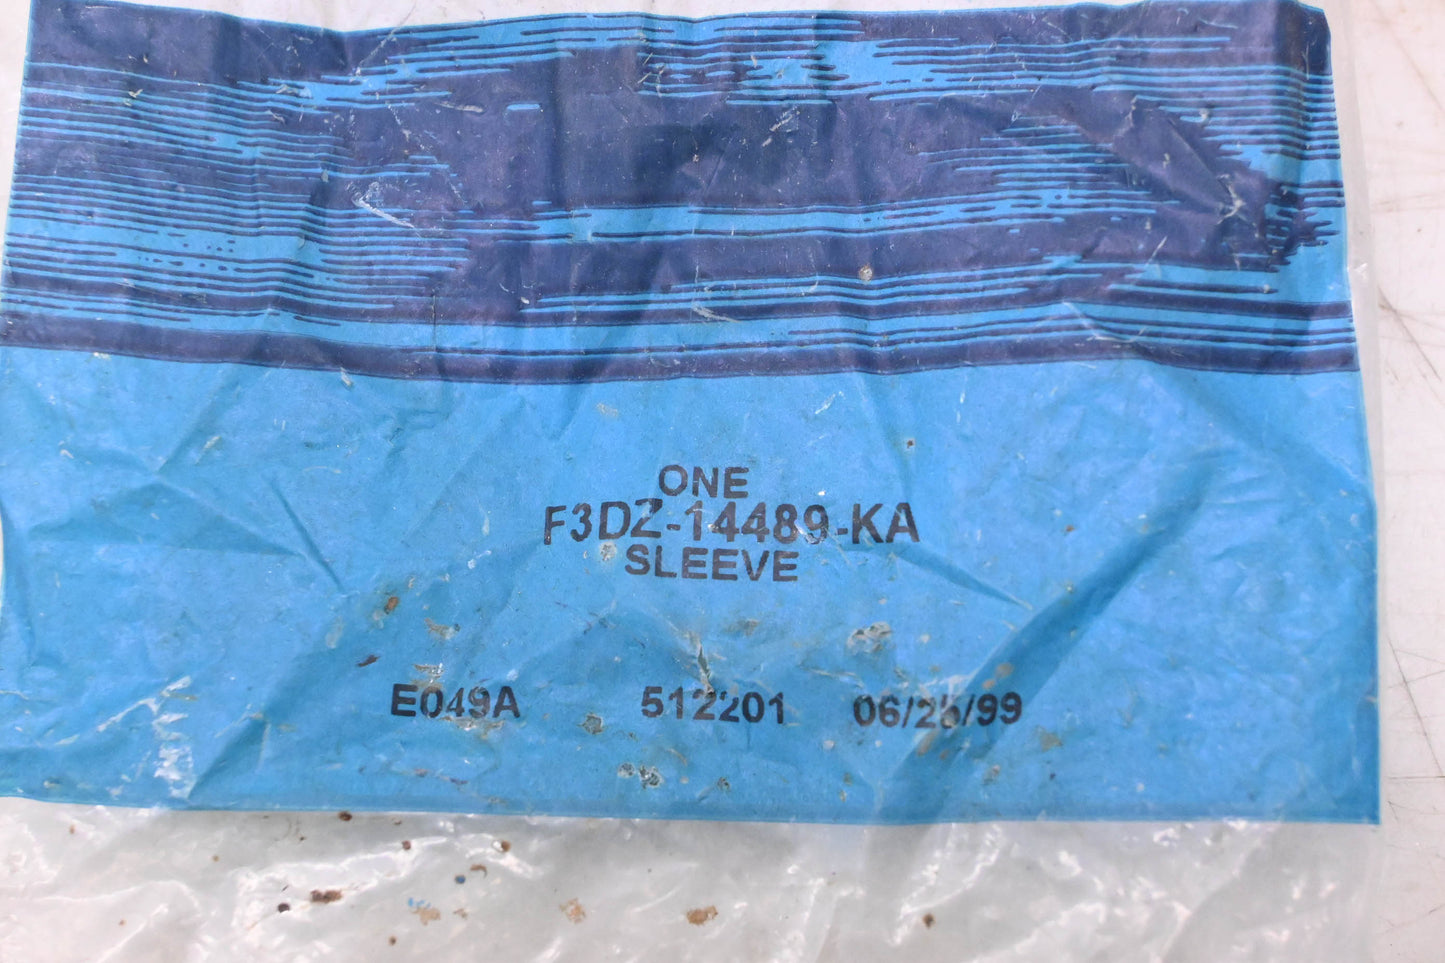 ONE
F3DZ-14489-KA
SLEEVE
E049A 512201 06/25/99